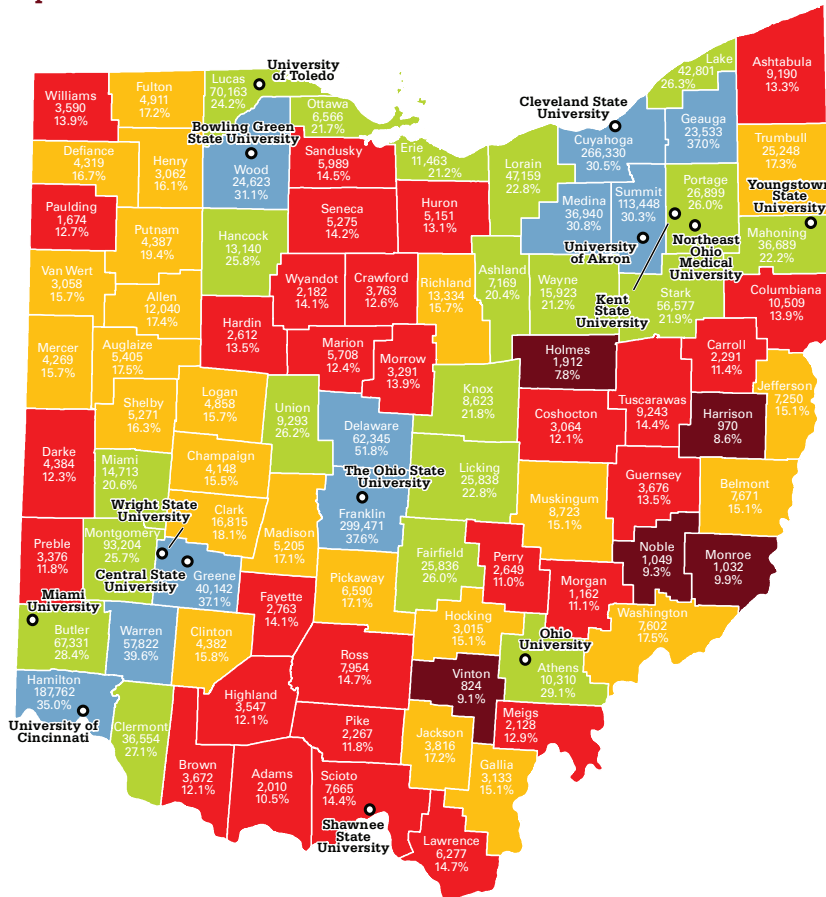 Williams
3,590
13.9%
Fulton
4,911
17.2%
Lucas
70,163
24.2%
University
of Toledo
Ottawa
6,566
21.7%
Lake
42,801
26.3%
Ashtabula
9,190
13.3%
Cleveland State
University
Cuyahoga
266,330
30.5%
Geauga
23,533
37.0%
Trumbull
25,248
17.3%
Defiance
4,319
16.7%
Henry
3,062
16.1%
Bowling Green
State University
Wood
24,623
31.1%
Sandusky
5,989
14.5%
Erie
11,463
21.2%
Lorain
47,159
22.8%
Medina
36,940
30.8%
Summit
113,448
30.3%
University
of Akron
Portage
26,899
26.0%
Youngstown
State
University
Mahoning
36,689
22.2%
Northeast
Ohio
Medical
University
Kent
State
University
Paulding
1,674
12.7%
Putnam
4,387
19.4%
Hancock
13,140
25.8%
Seneca
5,275
14.2%
Huron
5,151
13.1%
Van Wert
3,058
15.7%
Allen
12,040
17.4%
Wyandot
2,182
14.1%
Crawford
3,763
12.6%
Richland
13,334
15.7%
Ashland
7,169
20.4%
Wayne
15,923
21.2%
Stark
56,577
21.9%
Columbiana
10,509
13.9%
Mercer
4,269
15.7%
Auglaize
5,405
17.5%
Hardin
2,612
13.5%
Marion
5,708
12.4%
Morrow
3,291
13.9%
Holmes
1,912
7.8%
Carroll
2,291
11.4%
Tuscarawas
9,243
14.4%
Harrison
970
8.6%
Jefferson
7,250
15.1%
Shelby
5,271
16.3%
Logan
4,858
15.7%
Union
9,293
26.2%
Delaware
62,345
51.8%
Knox
8,623
21.8%
Coshocton
3,064
12.1%
Darke
4,384
12.3%
Miami
14,713
20.6%
Champaign
4,148
15.5%
The Ohio State
University
Franklin
299,471
37.6%
Licking
25,838
22.8%
Muskingum
8,723
15.1%
Guernsey
3,676
13.5%
Belmont
7,671
15.1%
Wright State
University
Clark
16,815
18.1%
Madison
5,205
17.1%
Preble
3,376
11.8%
Montgomery
93,204
25.7%
Central State
University
Greene
40,142
37.1%
Fayette
2,763
14.1%
Pickaway
6,590
17.1%
Fairfield
25,836
26.0%
Perry
2,649
11.0%
Morgan
1,162
11.1%
Noble
1,049
9.3%
Monroe
1,032
9.9%
Washington
7,602
17.5%
Miami
University
Butler
67,331
28.4%
Warren
57,822
39.6%
Clinton
4,382
15.8%
Ross
7,954
14.7%
Hocking
3,015
15.1%
Ohio
University
Athens
10,310
29.1%
Vinton
824
9.1%
Hamilton
187,762
35.0%
University of
Cincinnati
Clermont
36,554
27.1%
Highland
3,547
12.1%
Pike
2,267
11.8%
Jackson
3,816
17.2%
Meigs
2,128
12.9%
Gallia
3,133
15.1%
Brown
3,672
12.1%
Adams
2,010
10.5%
Scioto
7,665
14.4%
Shawnee
State
University
Lawrence
6,277
14.7%